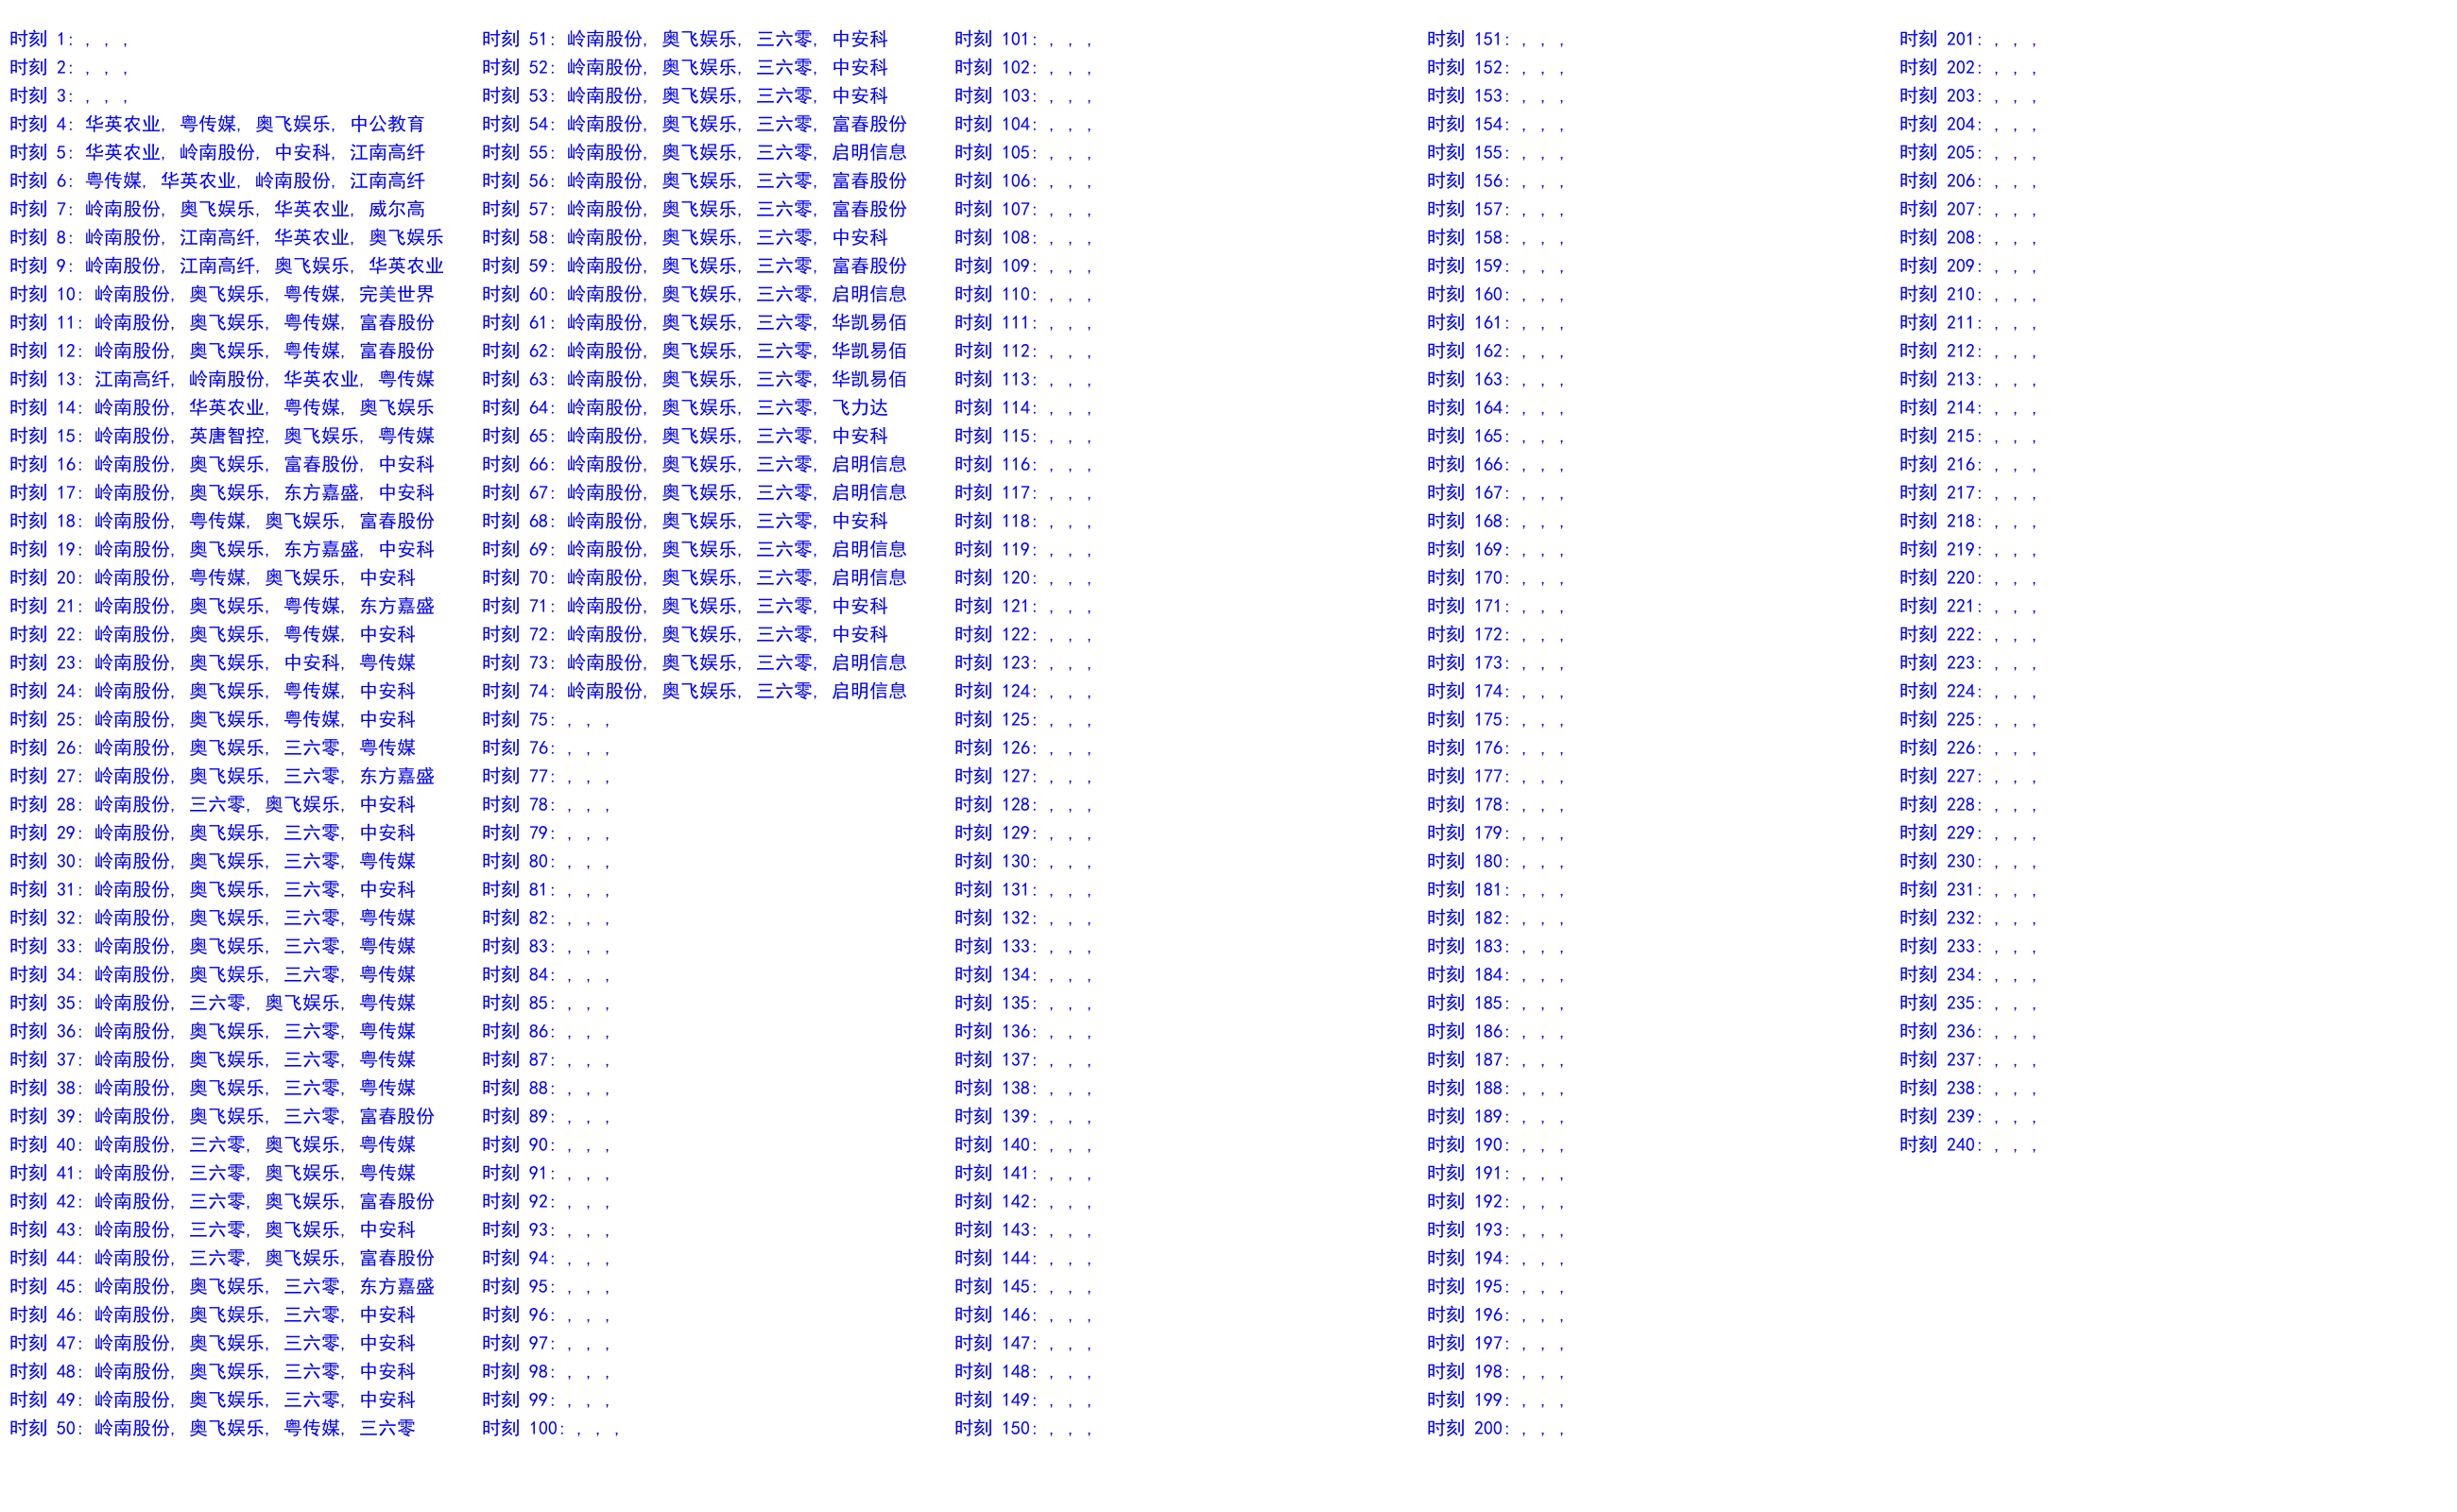 时刻 1: , , ,
时刻 2: , , ,
时刻 3: , , ,
时刻 4: 华英农业, 粤传媒, 奥飞娱乐, 中公教育
时刻 5: 华英农业, 岭南股份, 中安科, 江南高纤
时刻 6: 粤传媒, 华英农业, 岭南股份, 江南高纤
时刻 7: 岭南股份, 奥飞娱乐, 华英农业, 威尔高
时刻 8: 岭南股份, 江南高纤, 华英农业, 奥飞娱乐
时刻 9: 岭南股份, 江南高纤, 奥飞娱乐, 华英农业
时刻 10: 岭南股份, 奥飞娱乐, 粤传媒, 完美世界
时刻 11: 岭南股份, 奥飞娱乐, 粤传媒, 富春股份
时刻 12: 岭南股份, 奥飞娱乐, 粤传媒, 富春股份
时刻 13: 江南高纤, 岭南股份, 华英农业, 粤传媒
时刻 14: 岭南股份, 华英农业, 粤传媒, 奥飞娱乐
时刻 15: 岭南股份, 英唐智控, 奥飞娱乐, 粤传媒
时刻 16: 岭南股份, 奥飞娱乐, 富春股份, 中安科
时刻 17: 岭南股份, 奥飞娱乐, 东方嘉盛, 中安科
时刻 18: 岭南股份, 粤传媒, 奥飞娱乐, 富春股份
时刻 19: 岭南股份, 奥飞娱乐, 东方嘉盛, 中安科
时刻 20: 岭南股份, 粤传媒, 奥飞娱乐, 中安科
时刻 21: 岭南股份, 奥飞娱乐, 粤传媒, 东方嘉盛
时刻 22: 岭南股份, 奥飞娱乐, 粤传媒, 中安科
时刻 23: 岭南股份, 奥飞娱乐, 中安科, 粤传媒
时刻 24: 岭南股份, 奥飞娱乐, 粤传媒, 中安科
时刻 25: 岭南股份, 奥飞娱乐, 粤传媒, 中安科
时刻 26: 岭南股份, 奥飞娱乐, 三六零, 粤传媒
时刻 27: 岭南股份, 奥飞娱乐, 三六零, 东方嘉盛
时刻 28: 岭南股份, 三六零, 奥飞娱乐, 中安科
时刻 29: 岭南股份, 奥飞娱乐, 三六零, 中安科
时刻 30: 岭南股份, 奥飞娱乐, 三六零, 粤传媒
时刻 31: 岭南股份, 奥飞娱乐, 三六零, 中安科
时刻 32: 岭南股份, 奥飞娱乐, 三六零, 粤传媒
时刻 33: 岭南股份, 奥飞娱乐, 三六零, 粤传媒
时刻 34: 岭南股份, 奥飞娱乐, 三六零, 粤传媒
时刻 35: 岭南股份, 三六零, 奥飞娱乐, 粤传媒
时刻 36: 岭南股份, 奥飞娱乐, 三六零, 粤传媒
时刻 37: 岭南股份, 奥飞娱乐, 三六零, 粤传媒
时刻 38: 岭南股份, 奥飞娱乐, 三六零, 粤传媒
时刻 39: 岭南股份, 奥飞娱乐, 三六零, 富春股份
时刻 40: 岭南股份, 三六零, 奥飞娱乐, 粤传媒
时刻 41: 岭南股份, 三六零, 奥飞娱乐, 粤传媒
时刻 42: 岭南股份, 三六零, 奥飞娱乐, 富春股份
时刻 43: 岭南股份, 三六零, 奥飞娱乐, 中安科
时刻 44: 岭南股份, 三六零, 奥飞娱乐, 富春股份
时刻 45: 岭南股份, 奥飞娱乐, 三六零, 东方嘉盛
时刻 46: 岭南股份, 奥飞娱乐, 三六零, 中安科
时刻 47: 岭南股份, 奥飞娱乐, 三六零, 中安科
时刻 48: 岭南股份, 奥飞娱乐, 三六零, 中安科
时刻 49: 岭南股份, 奥飞娱乐, 三六零, 中安科
时刻 50: 岭南股份, 奥飞娱乐, 粤传媒, 三六零
时刻 51: 岭南股份, 奥飞娱乐, 三六零, 中安科
时刻 52: 岭南股份, 奥飞娱乐, 三六零, 中安科
时刻 53: 岭南股份, 奥飞娱乐, 三六零, 中安科
时刻 54: 岭南股份, 奥飞娱乐, 三六零, 富春股份
时刻 55: 岭南股份, 奥飞娱乐, 三六零, 启明信息
时刻 56: 岭南股份, 奥飞娱乐, 三六零, 富春股份
时刻 57: 岭南股份, 奥飞娱乐, 三六零, 富春股份
时刻 58: 岭南股份, 奥飞娱乐, 三六零, 中安科
时刻 59: 岭南股份, 奥飞娱乐, 三六零, 富春股份
时刻 60: 岭南股份, 奥飞娱乐, 三六零, 启明信息
时刻 61: 岭南股份, 奥飞娱乐, 三六零, 华凯易佰
时刻 62: 岭南股份, 奥飞娱乐, 三六零, 华凯易佰
时刻 63: 岭南股份, 奥飞娱乐, 三六零, 华凯易佰
时刻 64: 岭南股份, 奥飞娱乐, 三六零, 飞力达
时刻 65: 岭南股份, 奥飞娱乐, 三六零, 中安科
时刻 66: 岭南股份, 奥飞娱乐, 三六零, 启明信息
时刻 67: 岭南股份, 奥飞娱乐, 三六零, 启明信息
时刻 68: 岭南股份, 奥飞娱乐, 三六零, 中安科
时刻 69: 岭南股份, 奥飞娱乐, 三六零, 启明信息
时刻 70: 岭南股份, 奥飞娱乐, 三六零, 启明信息
时刻 71: 岭南股份, 奥飞娱乐, 三六零, 中安科
时刻 72: 岭南股份, 奥飞娱乐, 三六零, 中安科
时刻 73: 岭南股份, 奥飞娱乐, 三六零, 启明信息
时刻 74: 岭南股份, 奥飞娱乐, 三六零, 启明信息
时刻 75: , , ,
时刻 76: , , ,
时刻 77: , , ,
时刻 78: , , ,
时刻 79: , , ,
时刻 80: , , ,
时刻 81: , , ,
时刻 82: , , ,
时刻 83: , , ,
时刻 84: , , ,
时刻 85: , , ,
时刻 86: , , ,
时刻 87: , , ,
时刻 88: , , ,
时刻 89: , , ,
时刻 90: , , ,
时刻 91: , , ,
时刻 92: , , ,
时刻 93: , , ,
时刻 94: , , ,
时刻 95: , , ,
时刻 96: , , ,
时刻 97: , , ,
时刻 98: , , ,
时刻 99: , , ,
时刻 100: , , ,
时刻 101: , , ,
时刻 102: , , ,
时刻 103: , , ,
时刻 104: , , ,
时刻 105: , , ,
时刻 106: , , ,
时刻 107: , , ,
时刻 108: , , ,
时刻 109: , , ,
时刻 110: , , ,
时刻 111: , , ,
时刻 112: , , ,
时刻 113: , , ,
时刻 114: , , ,
时刻 115: , , ,
时刻 116: , , ,
时刻 117: , , ,
时刻 118: , , ,
时刻 119: , , ,
时刻 120: , , ,
时刻 121: , , ,
时刻 122: , , ,
时刻 123: , , ,
时刻 124: , , ,
时刻 125: , , ,
时刻 126: , , ,
时刻 127: , , ,
时刻 128: , , ,
时刻 129: , , ,
时刻 130: , , ,
时刻 131: , , ,
时刻 132: , , ,
时刻 133: , , ,
时刻 134: , , ,
时刻 135: , , ,
时刻 136: , , ,
时刻 137: , , ,
时刻 138: , , ,
时刻 139: , , ,
时刻 140: , , ,
时刻 141: , , ,
时刻 142: , , ,
时刻 143: , , ,
时刻 144: , , ,
时刻 145: , , ,
时刻 146: , , ,
时刻 147: , , ,
时刻 148: , , ,
时刻 149: , , ,
时刻 150: , , ,
时刻 151: , , ,
时刻 152: , , ,
时刻 153: , , ,
时刻 154: , , ,
时刻 155: , , ,
时刻 156: , , ,
时刻 157: , , ,
时刻 158: , , ,
时刻 159: , , ,
时刻 160: , , ,
时刻 161: , , ,
时刻 162: , , ,
时刻 163: , , ,
时刻 164: , , ,
时刻 165: , , ,
时刻 166: , , ,
时刻 167: , , ,
时刻 168: , , ,
时刻 169: , , ,
时刻 170: , , ,
时刻 171: , , ,
时刻 172: , , ,
时刻 173: , , ,
时刻 174: , , ,
时刻 175: , , ,
时刻 176: , , ,
时刻 177: , , ,
时刻 178: , , ,
时刻 179: , , ,
时刻 180: , , ,
时刻 181: , , ,
时刻 182: , , ,
时刻 183: , , ,
时刻 184: , , ,
时刻 185: , , ,
时刻 186: , , ,
时刻 187: , , ,
时刻 188: , , ,
时刻 189: , , ,
时刻 190: , , ,
时刻 191: , , ,
时刻 192: , , ,
时刻 193: , , ,
时刻 194: , , ,
时刻 195: , , ,
时刻 196: , , ,
时刻 197: , , ,
时刻 198: , , ,
时刻 199: , , ,
时刻 200: , , ,
时刻 201: , , ,
时刻 202: , , ,
时刻 203: , , ,
时刻 204: , , ,
时刻 205: , , ,
时刻 206: , , ,
时刻 207: , , ,
时刻 208: , , ,
时刻 209: , , ,
时刻 210: , , ,
时刻 211: , , ,
时刻 212: , , ,
时刻 213: , , ,
时刻 214: , , ,
时刻 215: , , ,
时刻 216: , , ,
时刻 217: , , ,
时刻 218: , , ,
时刻 219: , , ,
时刻 220: , , ,
时刻 221: , , ,
时刻 222: , , ,
时刻 223: , , ,
时刻 224: , , ,
时刻 225: , , ,
时刻 226: , , ,
时刻 227: , , ,
时刻 228: , , ,
时刻 229: , , ,
时刻 230: , , ,
时刻 231: , , ,
时刻 232: , , ,
时刻 233: , , ,
时刻 234: , , ,
时刻 235: , , ,
时刻 236: , , ,
时刻 237: , , ,
时刻 238: , , ,
时刻 239: , , ,
时刻 240: , , ,